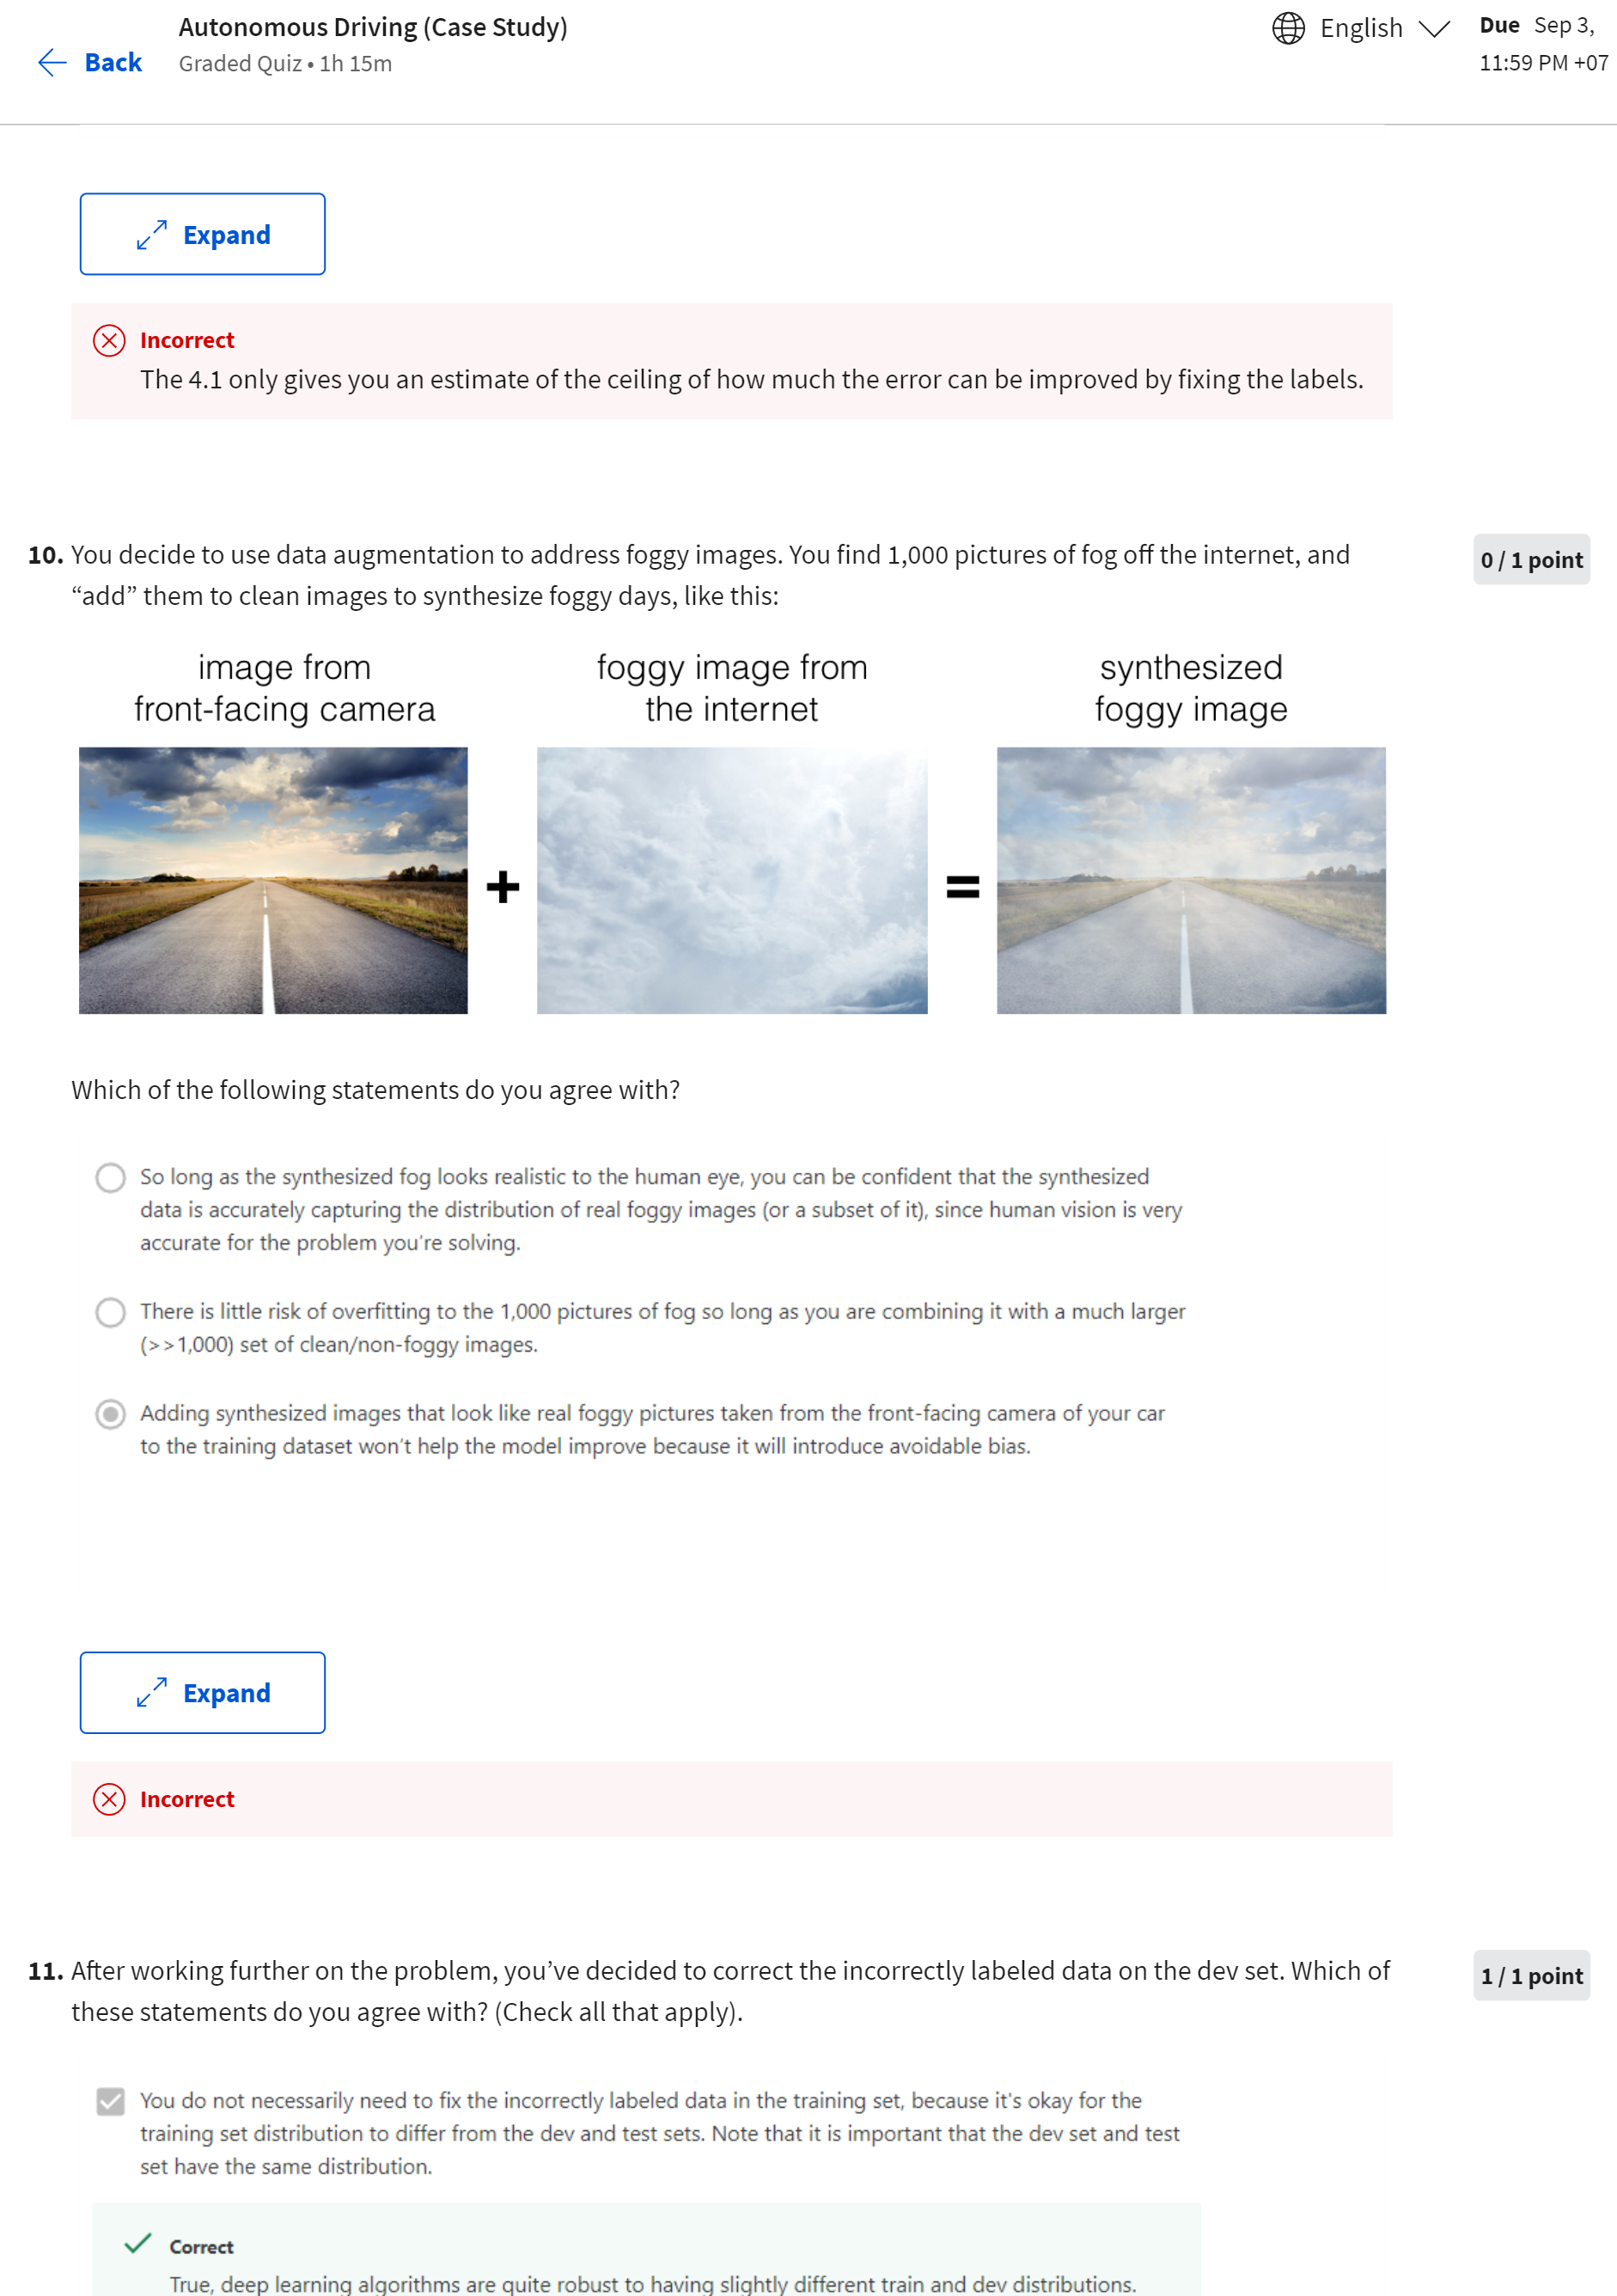 Autonomous Driving (Case Study)
Back
Graded Quiz • 1h 15m
English
Due Sep 3,
11:59 PM +07
Expand
Incorrect
The 4.1 only gives you an estimate of the ceiling of how much the error can be improved by fixing the labels.
10. You decide to use data augmentation to address foggy images. You find 1,000 pictures of fog off the internet, and
“add” them to clean images to synthesize foggy days, like this:
0 / 1 point
image from
front-facing camera
foggy image from
the internet
synthesized
foggy image
+
=
Which of the following statements do you agree with?
So long as the synthesized fog looks realistic to the human eye, you can be confident that the synthesized
data is accurately capturing the distribution of real foggy images (or a subset of it), since human vision is very
accurate for the problem you’re solving.
There is little risk of overfitting to the 1,000 pictures of fog so long as you are combining it with a much larger
(>>1,000) set of clean/non-foggy images.
Adding synthesized images that look like real foggy pictures taken from the front-facing camera of your car
to the training dataset won’t help the model improve because it will introduce avoidable bias.
Expand
Incorrect
11. After working further on the problem, you’ve decided to correct the incorrectly labeled data on the dev set. Which of
these statements do you agree with? (Check all that apply).
1 / 1 point
You do not necessarily need to fix the incorrectly labeled data in the training set, because it's okay for the
training set distribution to differ from the dev and test sets. Note that it is important that the dev set and test
set have the same distribution.
Correct
True, deep learning algorithms are quite robust to having slightly different train and dev distributions.